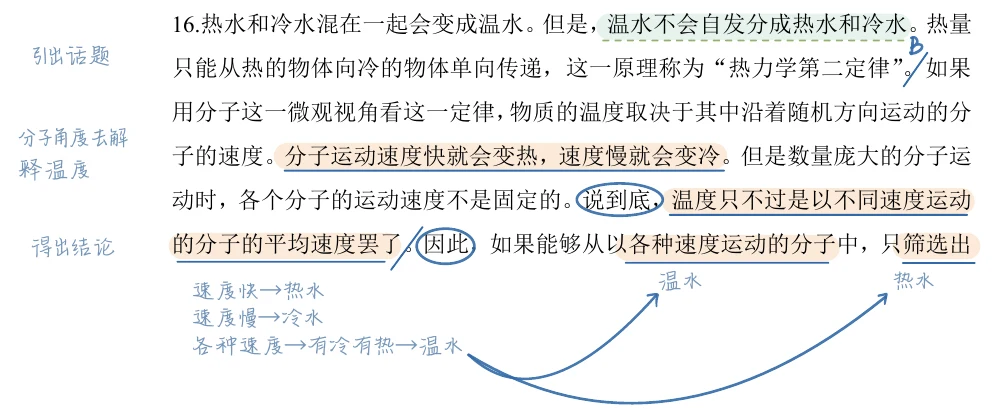 16.热水和冷水混在一起会变成温水。但是，温水不会自发分成热水和冷水。热量
B
引出话题
只能从热的物体向冷的物体单向传递，这一原理称为“热力学第二定律”。如果
用分子这一微观视角看这一定律，物质的温度取决于其中沿着随机方向运动的分
分子角度去解
释温度
子的速度。分子运动速度快就会变热，速度慢就会变冷。但是数量庞大的分子运
动时，各个分子的运动速度不是固定的。说到底，温度只不过是以不同速度运动
得出结论
的分子的平均速度罢了。因此，如果能够从以各种速度运动的分子中，只筛选出
温水
热水
速度快→热水
速度慢→冷水
各种速度→有冷有热→温水